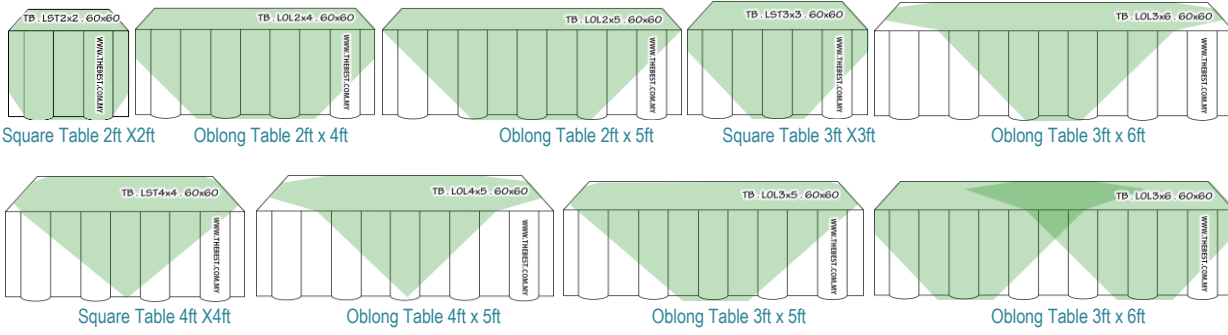 TB . LST2x2 . 60x60
WWW.THEBEST.COM.MY
Square Table 2ft X2ft
TB . LOL2x4 . 60x60
WWW.THEBEST.COM.MY
Oblong Table 2ft x 4ft
TB . LOL2x5 . 60x60
WWW.THEBEST.COM.MY
Oblong Table 2ft x 5ft
TB . LST3x3 . 60x60
WWW.THEBEST.COM.MY
Square Table 3ft X3ft
TB . LOL3x6 . 60x60
WWW.THEBEST.COM.MY
Oblong Table 3ft x 6ft
TB . LST4x4 . 60x60
WWW.THEBEST.COM.MY
Square Table 4ft X4ft
TB . LOL4x5 . 60x60
WWW.THEBEST.COM.MY
Oblong Table 4ft x 5ft
TB . LOL3x5 . 60x60
WWW.THEBEST.COM.MY
Oblong Table 3ft x 5ft
TB . LOL3x6 . 60x60
WWW.THEBEST.COM.MY
Oblong Table 3ft x 6ft